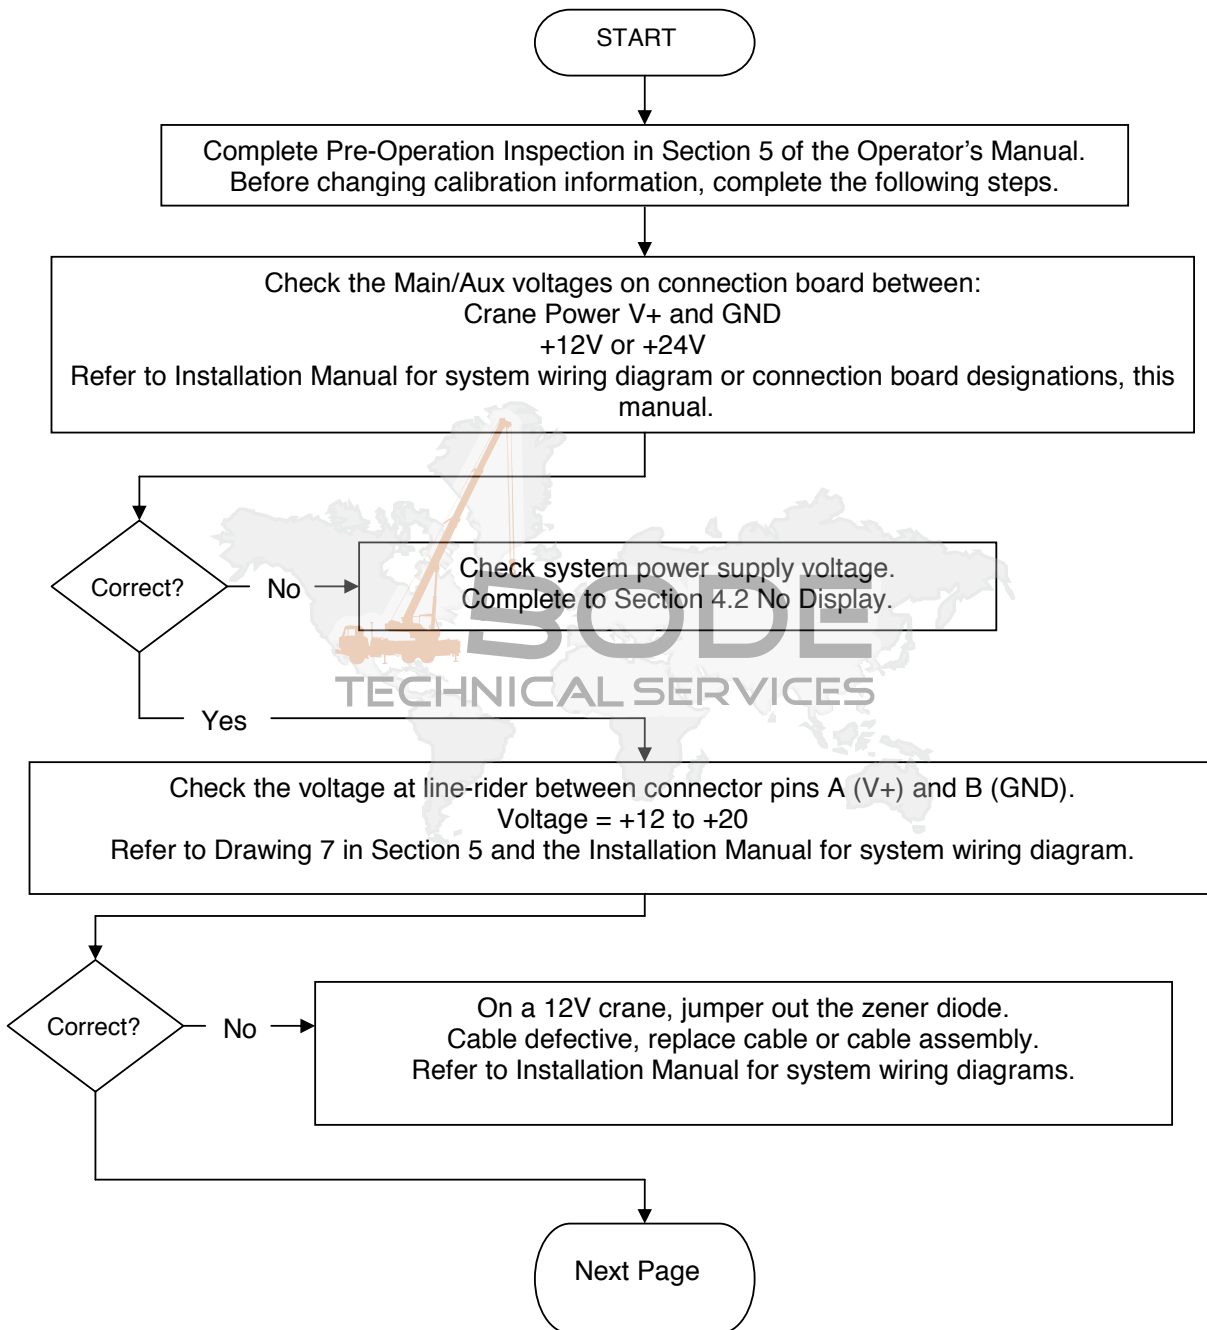 START
Complete Pre-Operation Inspection in Section 5 of the Operator's Manual.
Before changing calibration information, complete the following steps.
Check the Main/Aux voltages on connection board between:
Crane Power V+ and GND
+12V or +24V
Refer to Installation Manual for system wiring diagram or connection board designations, this
manual.
Correct?
No
Check system power supply voltage.
Complete to Section 4.2 No Display.
BODE
TECHNICAL SERVICES
Yes
Check the voltage at line-rider between connector pins A (V+) and B (GND).
Voltage = +12 to +20
Refer to Drawing 7 in Section 5 and the Installation Manual for system wiring diagram.
Correct?
No
On a 12V crane, jumper out the zener diode.
Cable defective, replace cable or cable assembly.
Refer to Installation Manual for system wiring diagrams.
Next Page